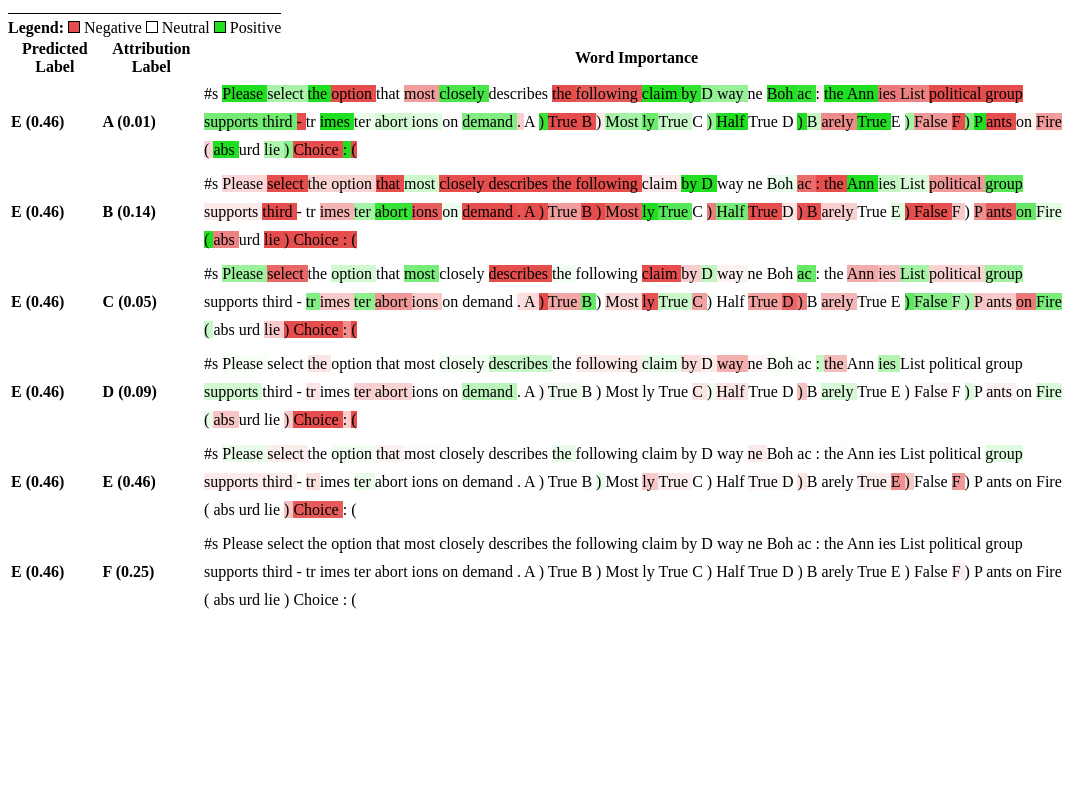 Legend: Negative Neutral Positive
Predicted Label Attribution Label Word Importance
#s Please select the option that most closely describes the following claim by D way ne Boh ac : the Ann ies List political group
E (0.46) A (0.01) supports third - tr imes ter abort ions on demand . A ) True B ) Most ly True C ) Half True D ) B arely True E ) False F ) P ants on Fire
( abs urd lie ) Choice : (
#s Please select the option that most closely describes the following claim by D way ne Boh ac : the Ann ies List political group
E (0.46) B (0.14) supports third - tr imes ter abort ions on demand . A ) True B ) Most ly True C ) Half True D ) B arely True E ) False F ) P ants on Fire
( abs urd lie ) Choice : (
#s Please select the option that most closely describes the following claim by D way ne Boh ac : the Ann ies List political group
E (0.46) C (0.05) supports third - tr imes ter abort ions on demand . A ) True B ) Most ly True C ) Half True D ) B arely True E ) False F ) P ants on Fire
( abs urd lie ) Choice : (
#s Please select the option that most closely describes the following claim by D way ne Boh ac : the Ann ies List political group
E (0.46) D (0.09) supports third - tr imes ter abort ions on demand . A ) True B ) Most ly True C ) Half True D ) B arely True E ) False F ) P ants on Fire
( abs urd lie ) Choice : (
#s Please select the option that most closely describes the following claim by D way ne Boh ac : the Ann ies List political group
E (0.46) E (0.46) supports third - tr imes ter abort ions on demand . A ) True B ) Most ly True C ) Half True D ) B arely True E ) False F ) P ants on Fire
( abs urd lie ) Choice : (
#s Please select the option that most closely describes the following claim by D way ne Boh ac : the Ann ies List political group
E (0.46) F (0.25) supports third - tr imes ter abort ions on demand . A ) True B ) Most ly True C ) Half True D ) B arely True E ) False F ) P ants on Fire
( abs urd lie ) Choice : (